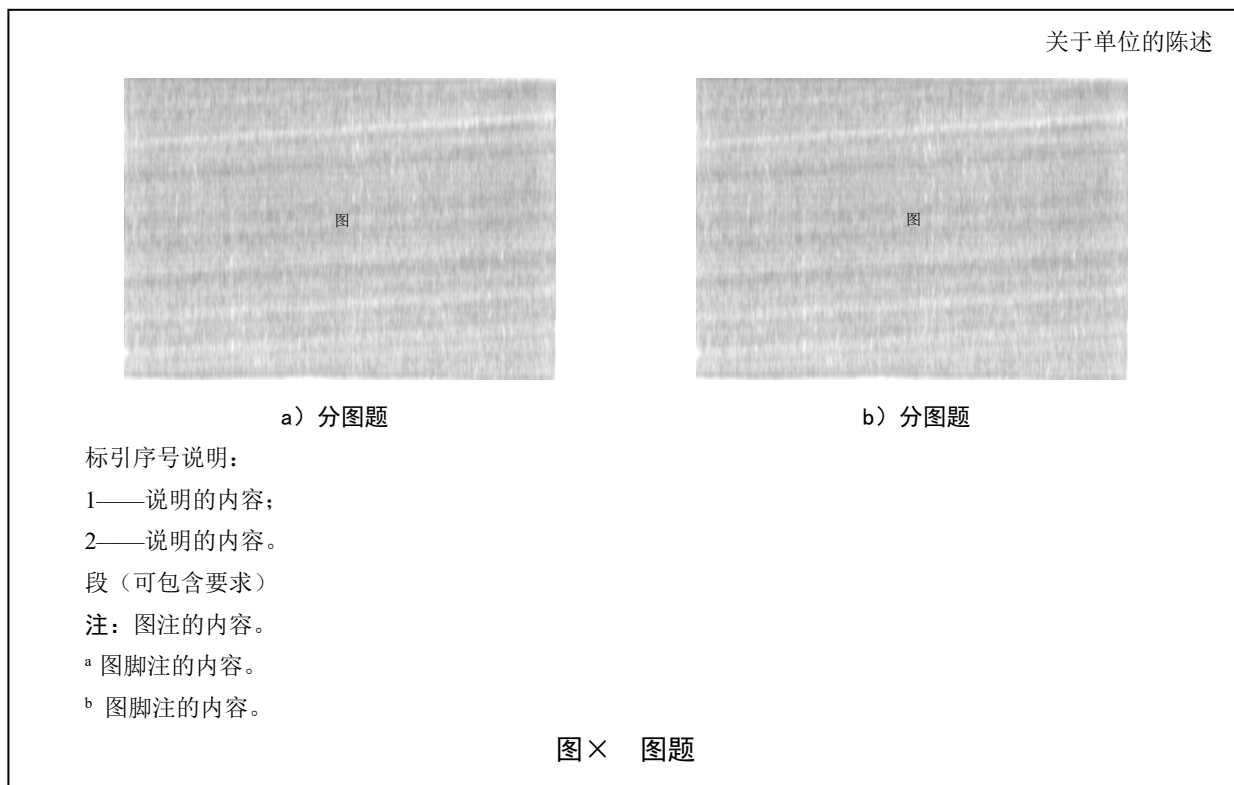 关于单位的陈述
图
图
a）分图题
b）分图题
标引序号说明：
1——说明的内容；
2——说明的内容。
段（可包含要求）
注：图注的内容。
a 图脚注的内容。
b 图脚注的内容。
图× 图题